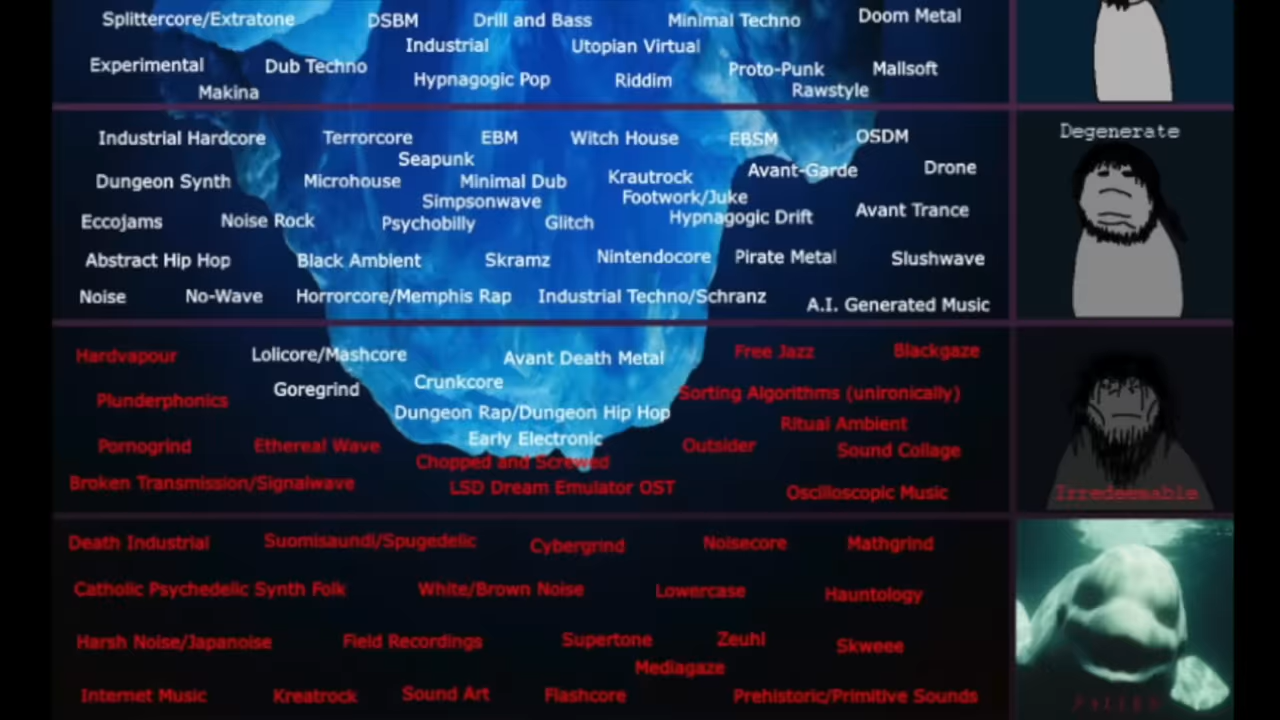 Splittercore/Extratone DSBM Drill and Bass Minimal Techno Doom Metal
Industrial Utopian Virtual
Experimental Dub Techno Hypnagogic Pop Riddim Proto-Punk Mallsoft
Makina Rawstyle
Degenerate
Industrial Hardcore Terrorcore EBM Witch House EBSM OSDM
Seapunk
Dungeon Synth Microhouse Minimal Dub Krautrock Avant-Garde Drone
Simpsonwave Footwork/Juke
Eccojams Noise Rock Psychobilly Glitch Hypnagogic Drift Avant Trance
Abstract Hip Hop Black Ambient Skramz Nintendocore Pirate Metal Slushwave
Noise No-Wave Horrorcore/Memphis Rap Industrial Techno/Schranz A.I. Generated Music
Hardvapour Lolicore/Mashcore Avant Death Metal Free Jazz Blackgaze
Goregrind Crunkcore
Plunderphonics Sorting Algorithms (unironically)
Dungeon Rap/Dungeon Hip Hop Ritual Ambient
Pornogrind Ethereal Wave Early Electronic Outsider Sound Collage
Chopped and Screwed
Broken Transmission/Signalwave LSD Dream Emulator OST Oscilloscopic Music
Irredeemable
Death Industrial Suomisaundi/Spugedelic Cybergrind Noisecore Mathgrind
Catholic Psychedelic Synth Folk White/Brown Noise Lowercase Hauntology
Harsh Noise/Japanoise Field Recordings Supertone Zeuhl Skweee
Mediagaze
Internet Music Kreatrock Sound Art Flashcore Prehistoric/Primitive Sounds